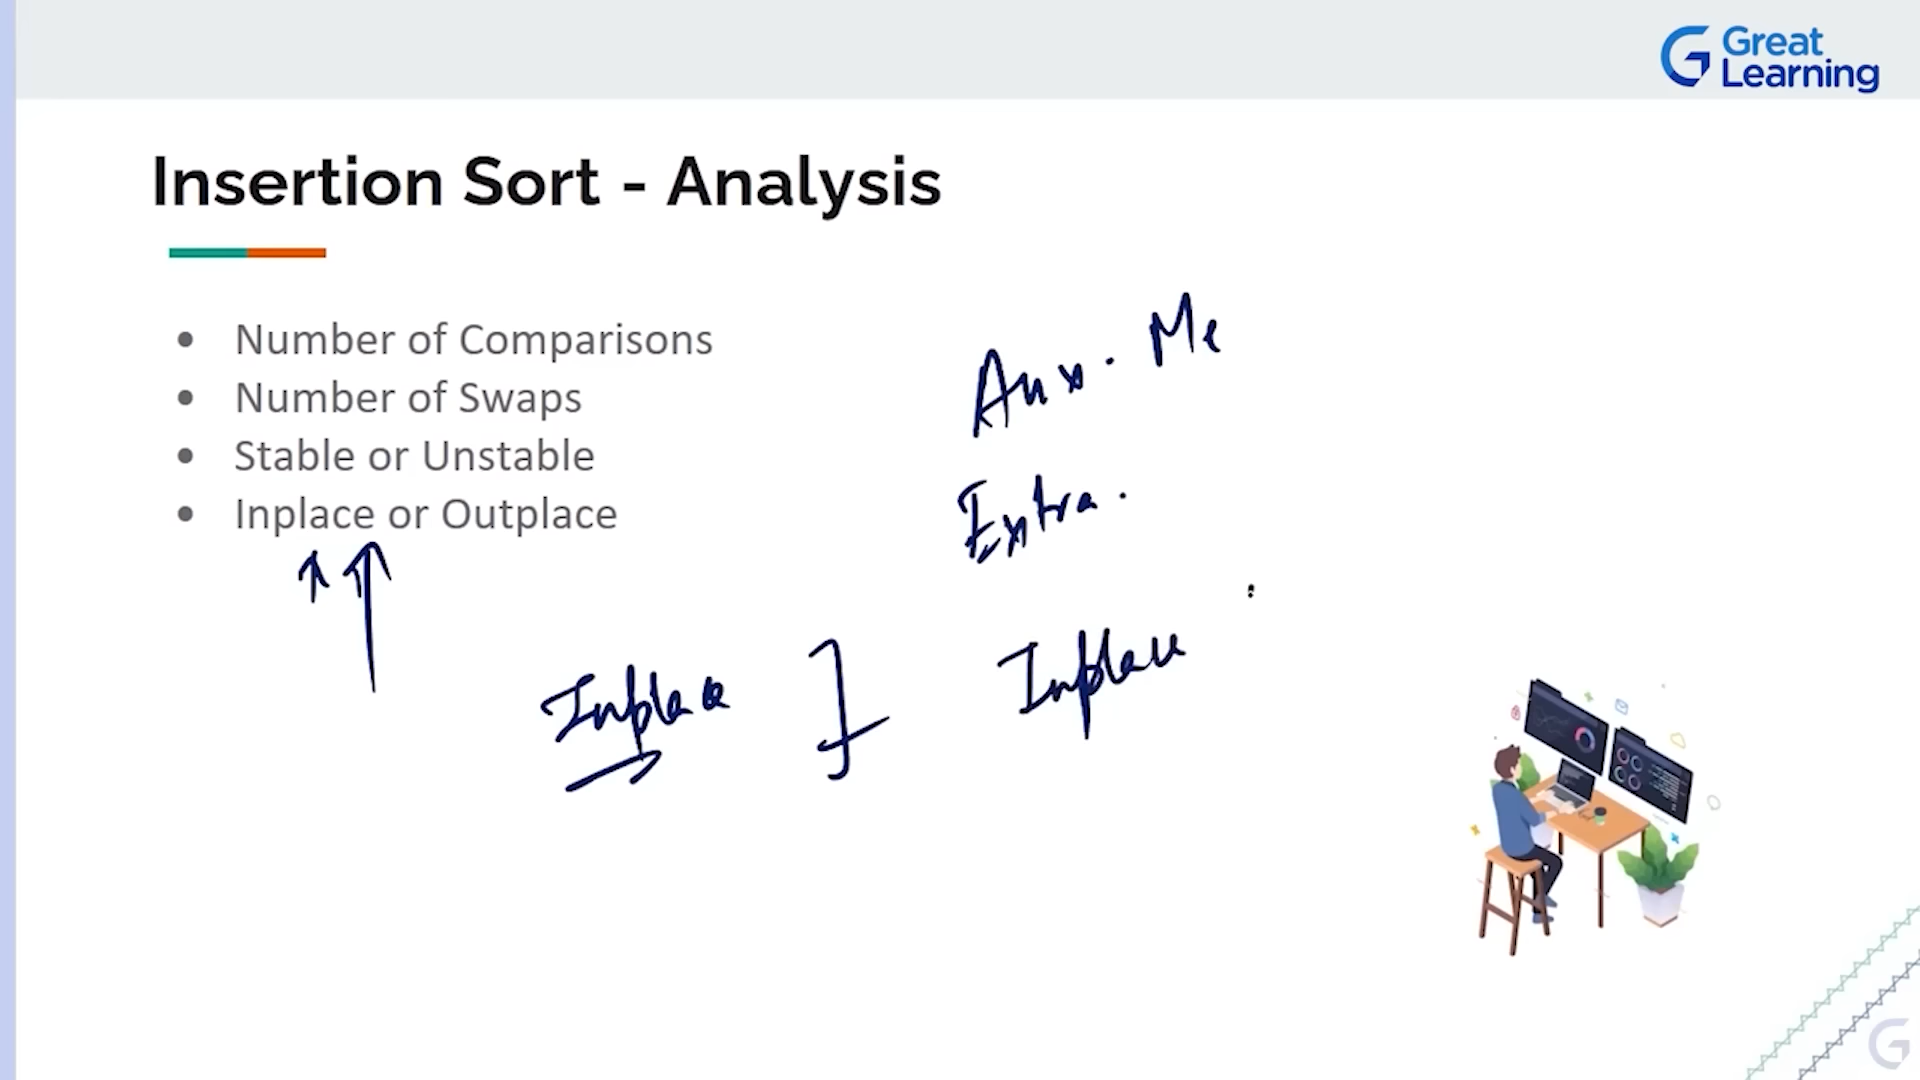 Great
Learning
Insertion Sort - Analysis
• Number of Comparisons
• Number of Swaps
• Stable or Unstable
• Inplace or Outplace
Aux. Me
Extra.
Inplace
Inplace